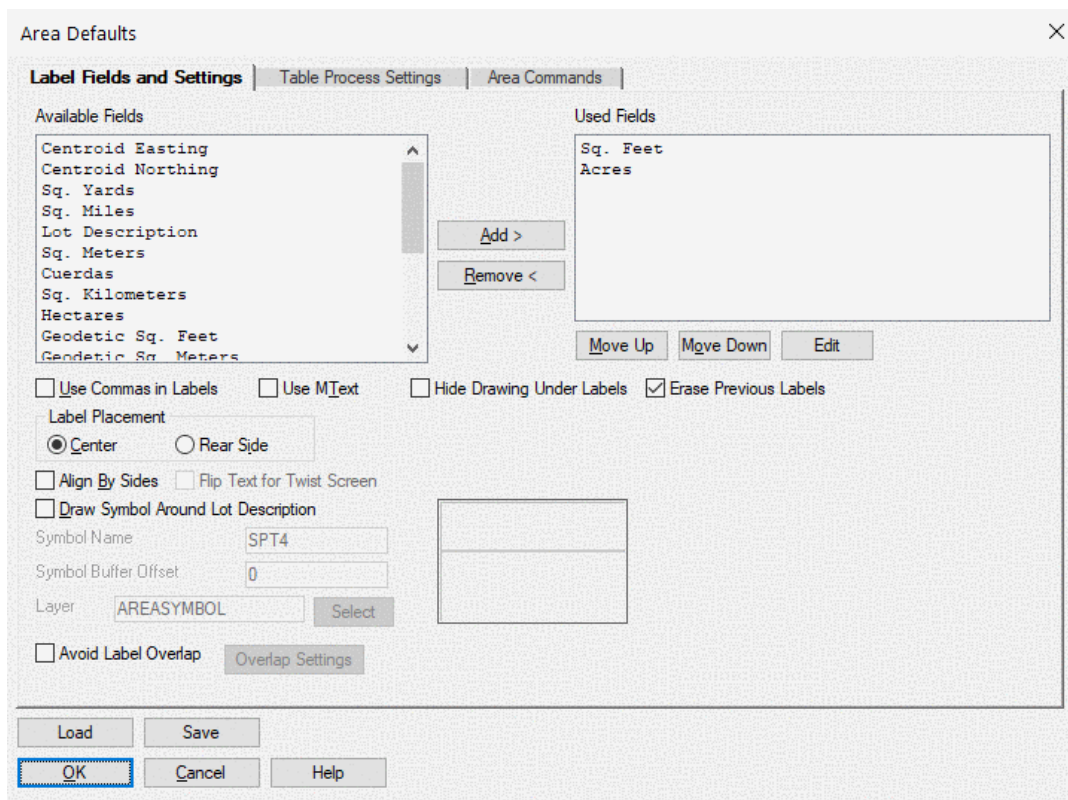 Area Defaults
Label Fields and Settings
Table Process Settings
Area Commands
Available Fields
Used Fields
Centroid Easting
Centroid Northing
Sq. Yards
Sq. Miles
Lot Description
Sq. Meters
Cuerdas
Sq. Kilometers
Hectares
Geodetic Sq. Feet
Geodetic Sq. Meters
Add >
Remove <
Sq. Feet
Acres
Move Up
Move Down
Edit
Use Commas in Labels
Use MText
Hide Drawing Under Labels
Erase Previous Labels
Label Placement
Center
Rear Side
Align By Sides
Flip Text for Twist Screen
Draw Symbol Around Lot Description
Symbol Name
SPT4
Symbol Buffer Offset
0
Layer
AREASYMBOL
Select
Avoid Label Overlap
Overlap Settings
Load
Save
OK
Cancel
Help